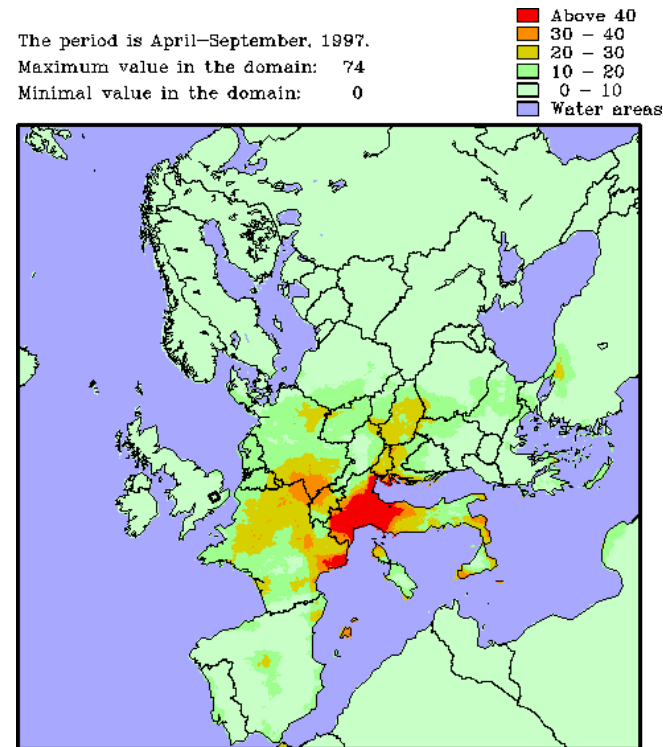 The period is April-September, 1997.
Maximum value in the domain: 74
Minimal value in the domain: 0
Above 40
30 - 40
20 - 30
10 - 20
0 - 10
Water areas